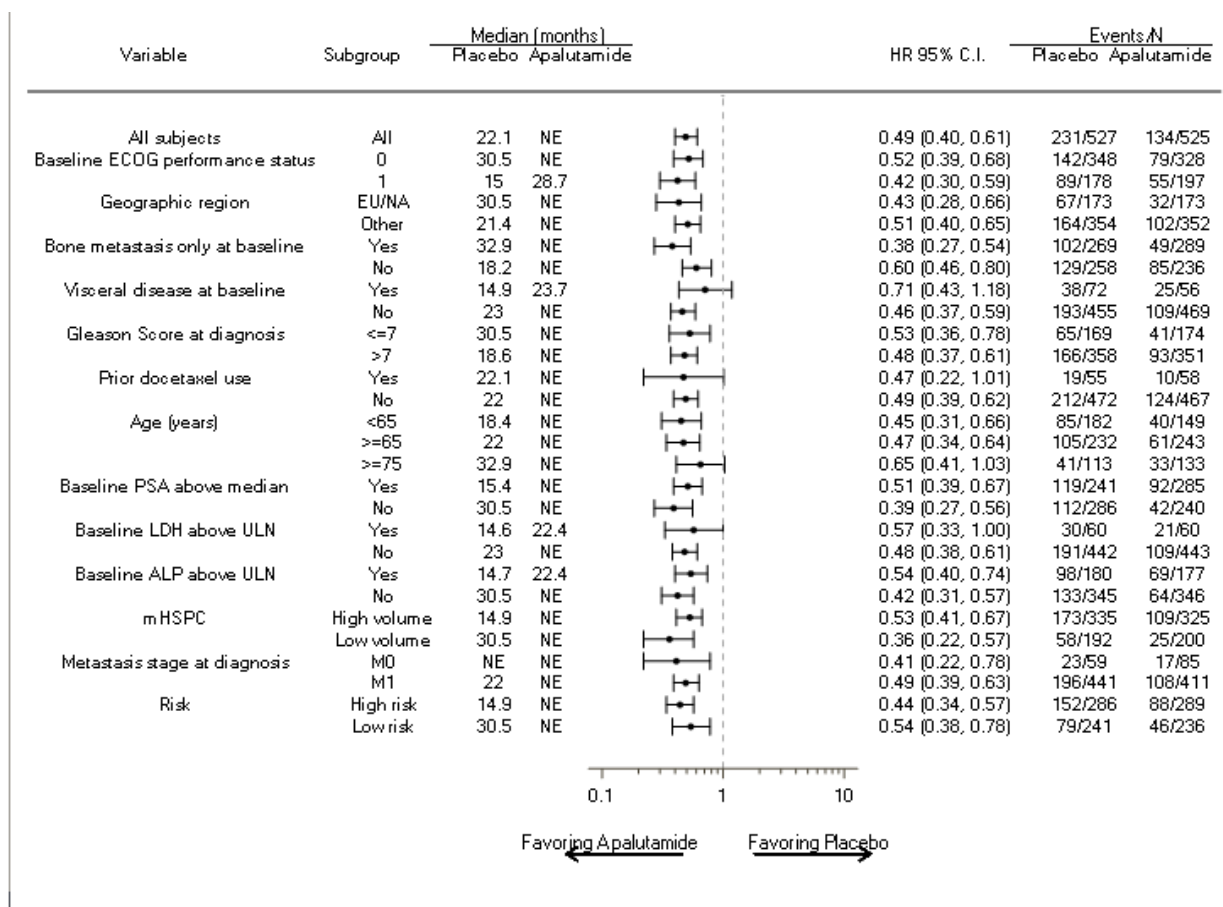 Median (months) Events/N
Variable Subgroup Placebo Apalutamide HR 95% C.I. Placebo Apalutamide
All subjects All 22.1 NE 0.49 (0.40, 0.61) 231/527 134/525
Baseline ECOG performance status 0 30.5 NE 0.52 (0.39, 0.68) 142/348 79/328
1 15 28.7 0.42 (0.30, 0.59) 89/178 55/197
Geographic region EU/NA 30.5 NE 0.43 (0.28, 0.66) 67/173 32/173
Other 21.4 NE 0.51 (0.40, 0.65) 164/354 102/352
Bone metastasis only at baseline Yes 32.9 NE 0.38 (0.27, 0.54) 102/269 49/289
No 18.2 NE 0.60 (0.46, 0.80) 129/258 85/236
Visceral disease at baseline Yes 14.9 23.7 0.71 (0.43, 1.18) 38/72 25/56
No 23 NE 0.46 (0.37, 0.59) 193/455 109/469
Gleason Score at diagnosis <=7 30.5 NE 0.53 (0.36, 0.78) 65/169 41/174
>7 18.6 NE 0.48 (0.37, 0.61) 166/358 93/351
Prior docetaxel use Yes 22.1 NE 0.47 (0.22, 1.01) 19/55 10/58
No 22 NE 0.49 (0.39, 0.62) 212/472 124/467
Age (years) <65 18.4 NE 0.45 (0.31, 0.66) 85/182 40/149
>=65 22 NE 0.47 (0.34, 0.64) 105/232 61/243
>=75 32.9 NE 0.65 (0.41, 1.03) 41/113 33/133
Baseline PSA above median Yes 15.4 NE 0.51 (0.39, 0.67) 119/241 92/285
No 30.5 NE 0.39 (0.27, 0.56) 112/286 42/240
Baseline LDH above ULN Yes 14.6 22.4 0.57 (0.33, 1.00) 30/60 21/60
No 23 NE 0.48 (0.38, 0.61) 191/442 109/443
Baseline ALP above ULN Yes 14.7 22.4 0.54 (0.40, 0.74) 98/180 69/177
No 30.5 NE 0.42 (0.31, 0.57) 133/345 64/346
mHSPC High volume 14.9 NE 0.53 (0.41, 0.67) 173/335 109/325
Low volume 30.5 NE 0.36 (0.22, 0.57) 58/192 25/200
Metastasis stage at diagnosis M0 NE NE 0.41 (0.22, 0.78) 23/59 17/85
M1 22 NE 0.49 (0.39, 0.63) 196/441 108/411
Risk High risk 14.9 NE 0.44 (0.34, 0.57) 152/286 88/289
Low risk 30.5 NE 0.54 (0.38, 0.78) 79/241 46/236
0.1 1 10
Favoring Apalutamide Favoring Placebo